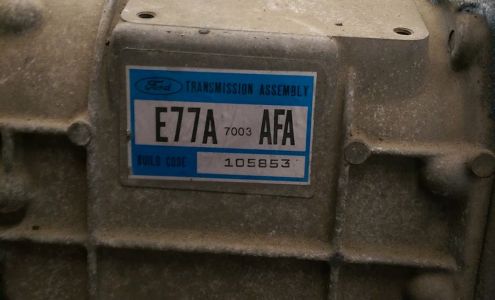 Ford TRANSMISSION ASSEMBLY
E77A 7003 AFA
BUILD CODE 105853